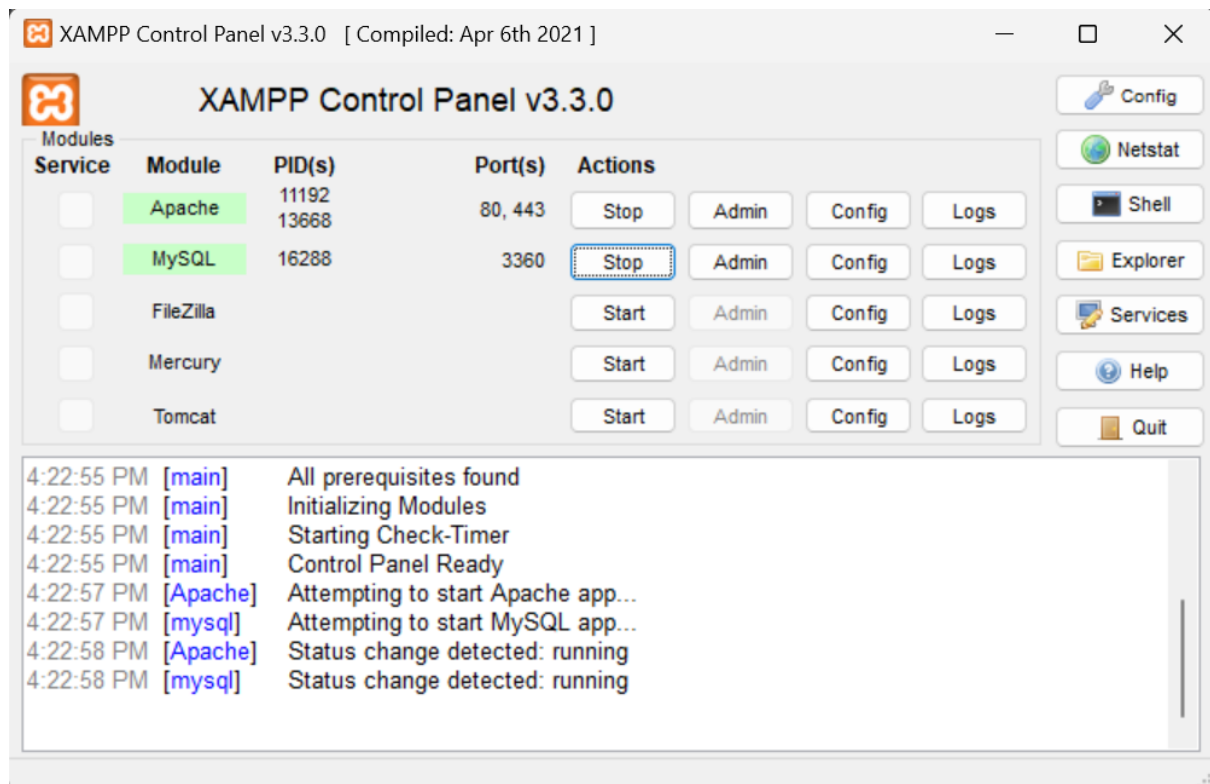 XAMPP Control Panel v3.3.0 [ Compiled: Apr 6th 2021 ]
XAMPP Control Panel v3.3.0
Config
Modules
Netstat
Service Module PID(s) Port(s) Actions
Apache 11192 13668 80, 443 Stop Admin Config Logs
Shell
MySQL 16288 3360 Stop Admin Config Logs
Explorer
FileZilla Start Admin Config Logs
Services
Mercury Start Admin Config Logs
Help
Tomcat Start Admin Config Logs
Quit
4:22:55 PM [main] All prerequisites found
4:22:55 PM [main] Initializing Modules
4:22:55 PM [main] Starting Check-Timer
4:22:55 PM [main] Control Panel Ready
4:22:57 PM [Apache] Attempting to start Apache app...
4:22:57 PM [mysql] Attempting to start MySQL app...
4:22:58 PM [Apache] Status change detected: running
4:22:58 PM [mysql] Status change detected: running